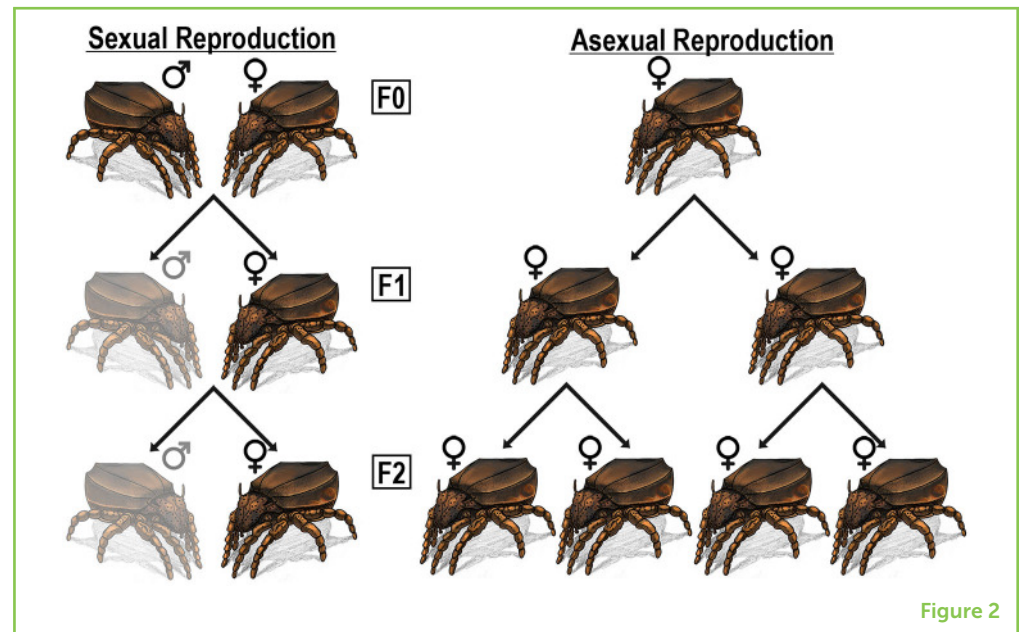 Sexual Reproduction
Asexual Reproduction
♂ ♀
♀
F0
♂ ♀
F1
♀ ♀
♂ ♀
F2
♀ ♀ ♀ ♀
Figure 2